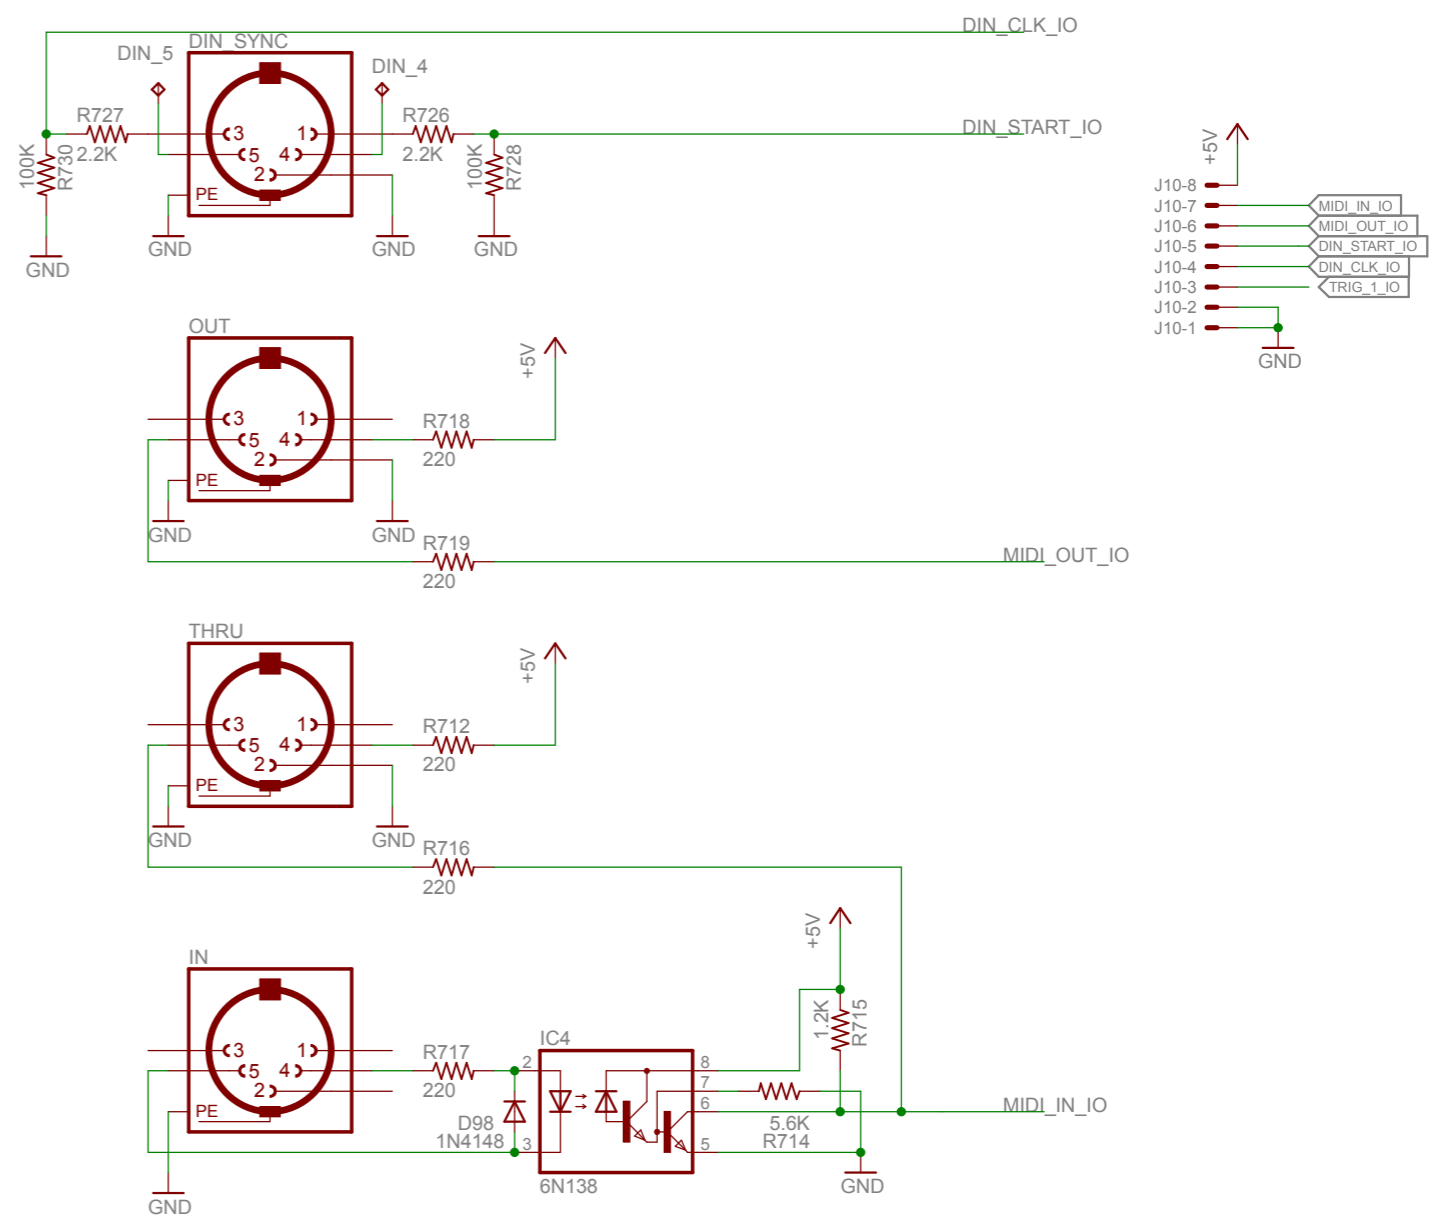 DIN_CLK_IO
DIN_SYNC
DIN_5
DIN_4
R727
2.2K
R726
2.2K
DIN_START_IO
100K
R730
100K
R728
3
1
5
4
2
PE
GND
GND
GND
GND
+5V
J10-8
J10-7
MIDI_IN_IO
J10-6
MIDI_OUT_IO
J10-5
DIN_START_IO
J10-4
DIN_CLK_IO
J10-3
TRIG_1_IO
J10-2
J10-1
GND
OUT
+5V
3
1
5
4
2
PE
R718
220
GND
GND
R719
220
MIDI_OUT_IO
THRU
+5V
3
1
5
4
2
PE
R712
220
GND
GND
R716
220
+5V
1.2K
R715
IN
3
1
5
4
2
PE
R717
220
IC4
2
3
8
7
6
5
D98
1N4148
5.6K
R714
MIDI_IN_IO
6N138
GND
GND